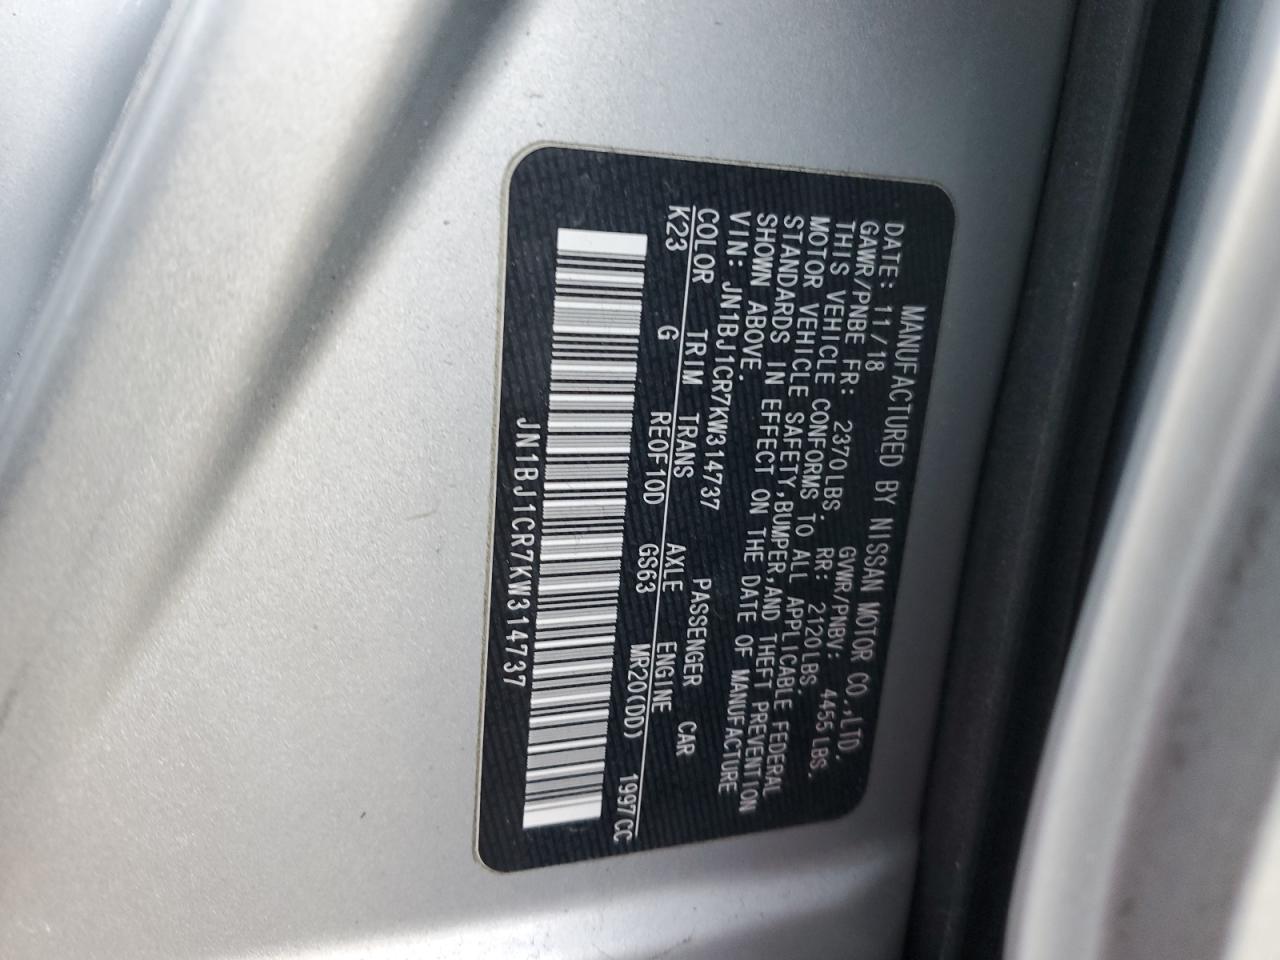 MANUFACTURED BY NISSAN MOTOR CO.,LTD.
DATE: 11/18 GVWR/PNBV: 4455LBS.
GAWR/PNBE FR: 2370LBS. RR: 2120LBS.
THIS VEHICLE CONFORMS TO ALL APPLICABLE FEDERAL
MOTOR VEHICLE SAFETY,BUMPER,AND THEFT PREVENTION
STANDARDS IN EFFECT ON THE DATE OF MANUFACTURE
SHOWN ABOVE.
VIN: JN1BJ1CR7KW314737 PASSENGER CAR
COLOR TRIM TRANS AXLE ENGINE
K23 G RE0F10D GS63 MR20(DD) 1997CC
JN1BJ1CR7KW314737